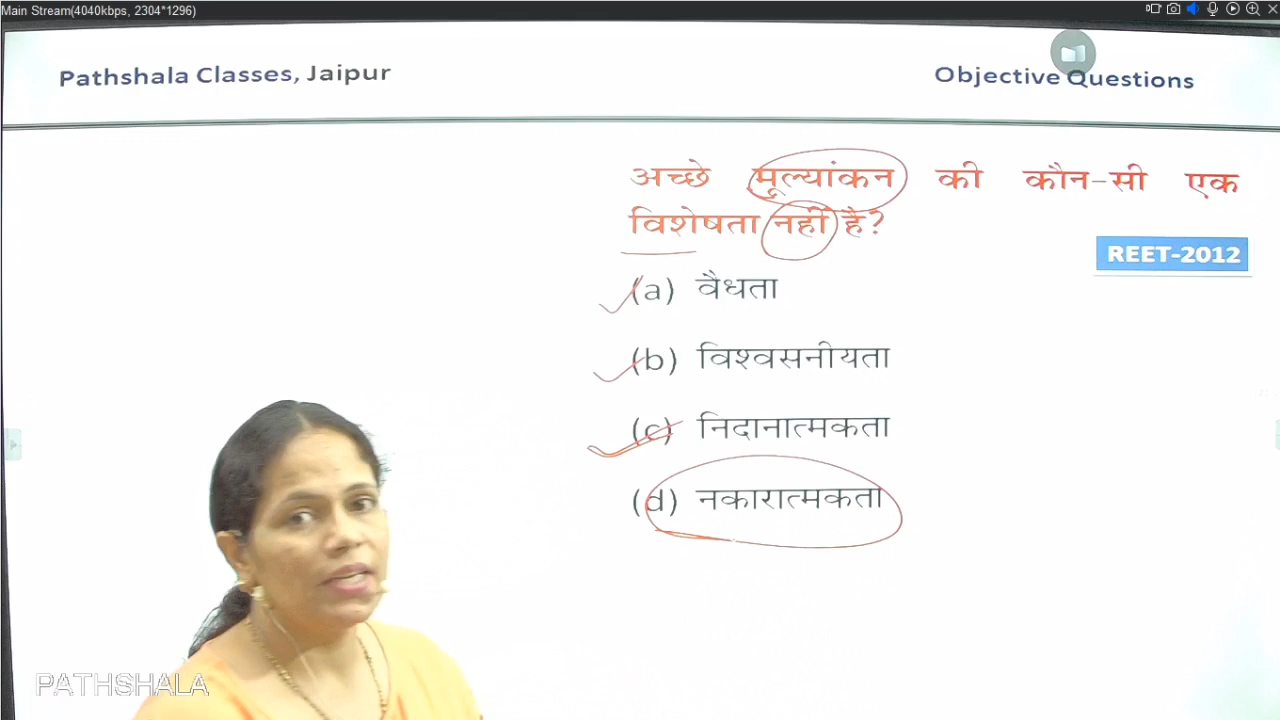 Main Stream(4040kbps, 2304*1296)
Pathshala Classes, Jaipur
Objective Questions
अच्छे मूल्यांकन की कौन-सी एक
विशेषता नहीं है?
REET-2012
(a) वैधता
(b) विश्वसनीयता
(c) निदानात्मकता
(d) नकारात्मकता
PATHSHALA